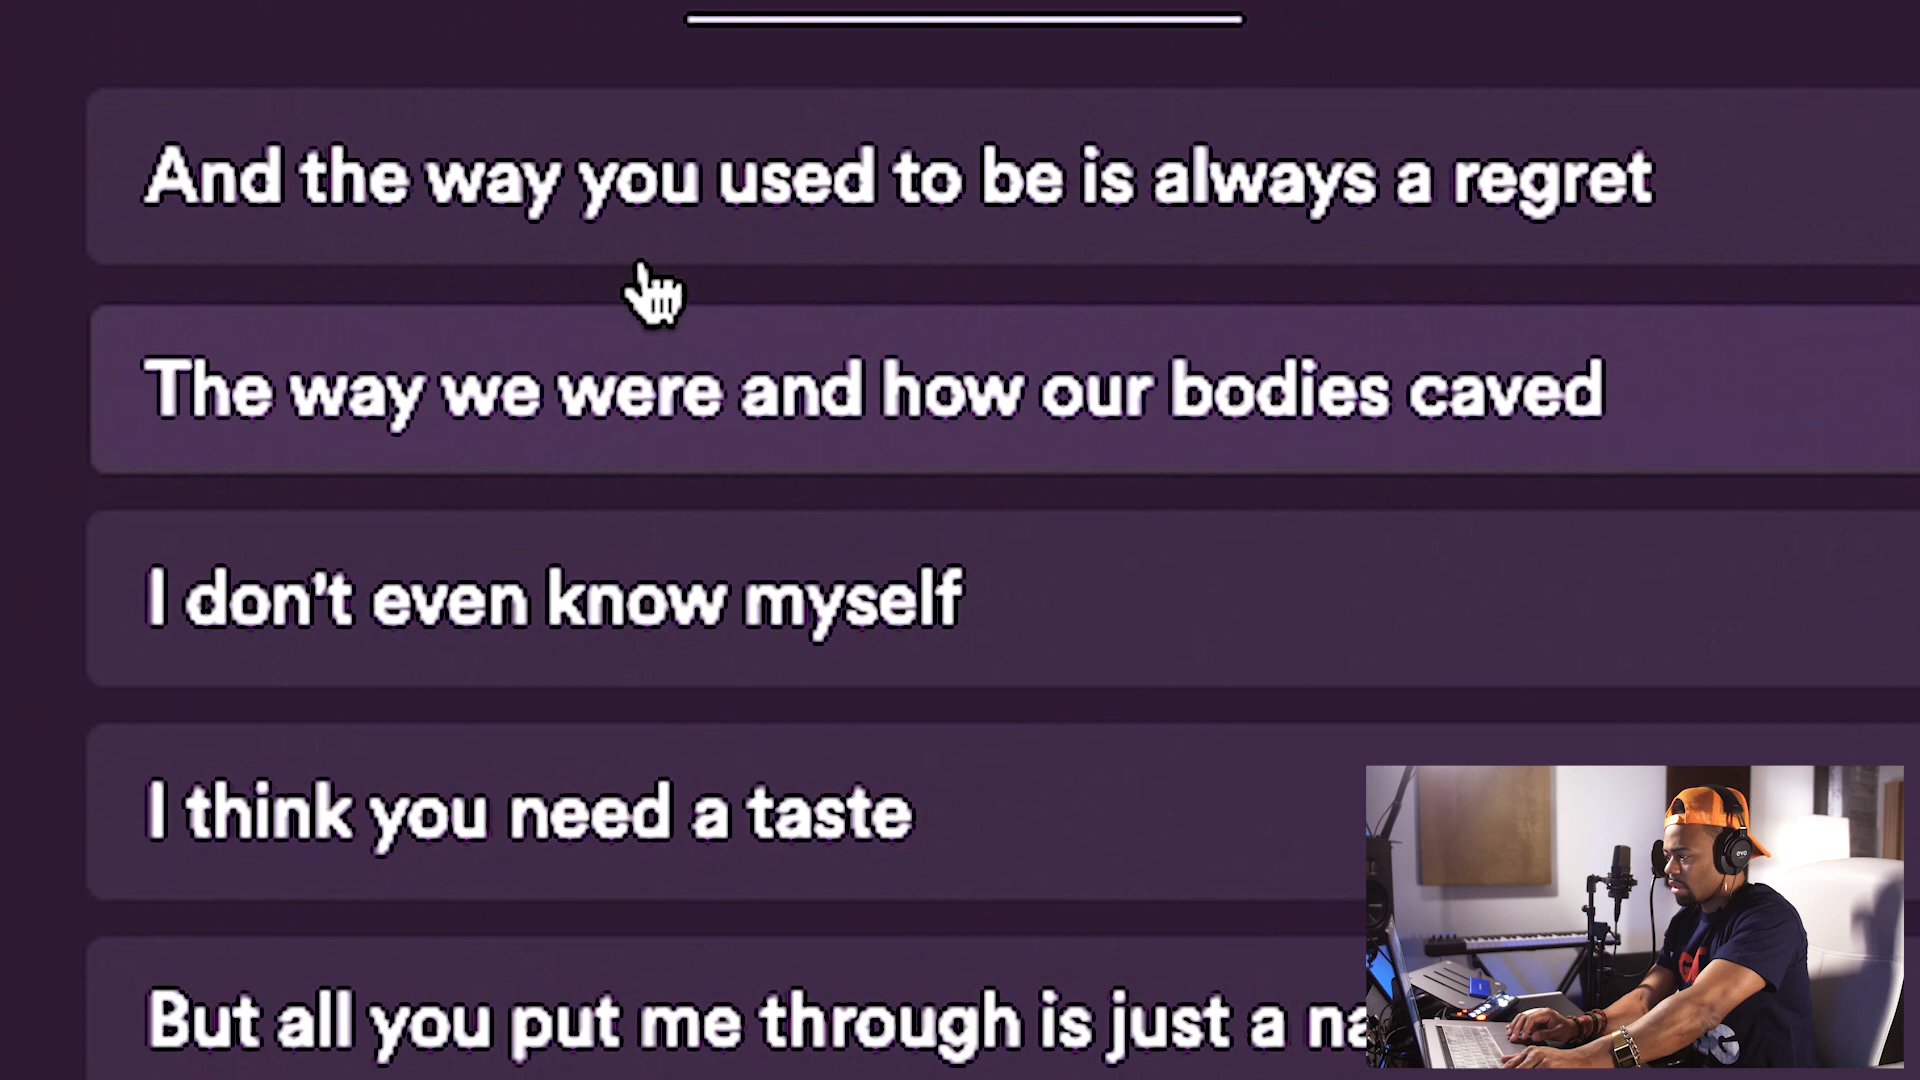 And the way you used to be is always a regret
The way we were and how our bodies caved
I don't even know myself
I think you need a taste
But all you put me through is just a